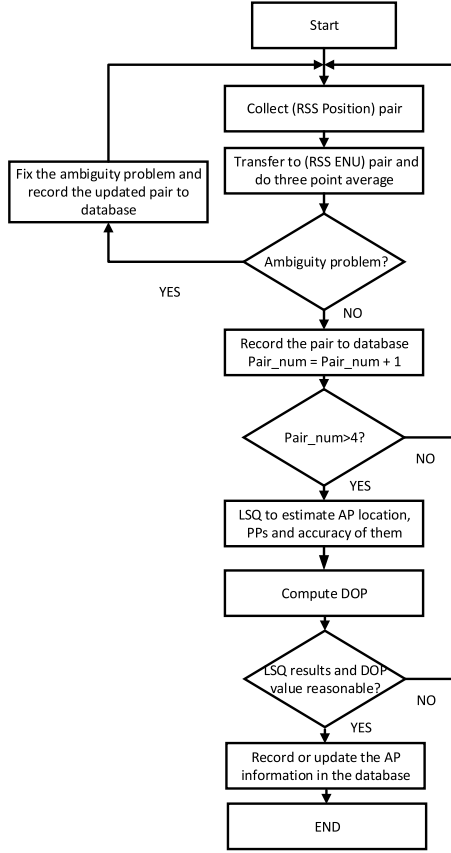 Start
Collect (RSS Position) pair
Transfer to (RSS ENU) pair and
do three point average
Fix the ambiguity problem and
record the updated pair to
database
Ambiguity problem?
YES
NO
Record the pair to database
Pair_num = Pair_num + 1
Pair_num>4?
NO
YES
LSQ to estimate AP location,
PPs and accuracy of them
Compute DOP
LSQ results and DOP
value reasonable?
NO
YES
Record or update the AP
information in the database
END